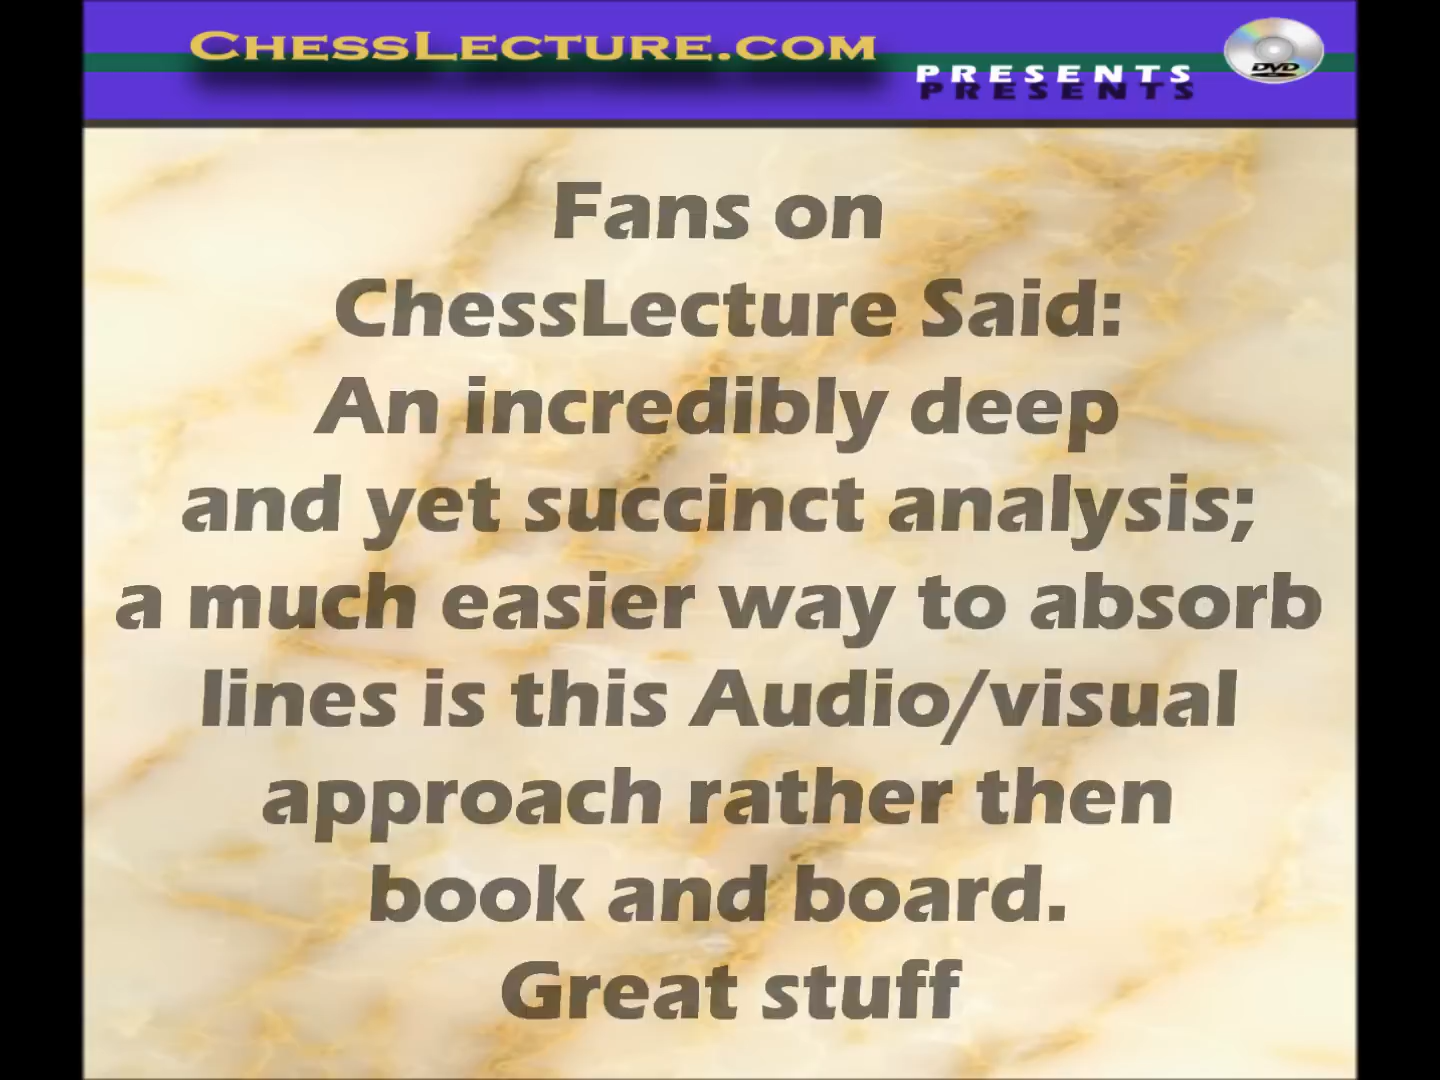 CHESSLECTURE.COM
PRESENTS
DVD
Fans on
ChessLecture Said:
An incredibly deep
and yet succinct analysis;
a much easier way to absorb
lines is this Audio/visual
approach rather then
book and board.
Great stuff